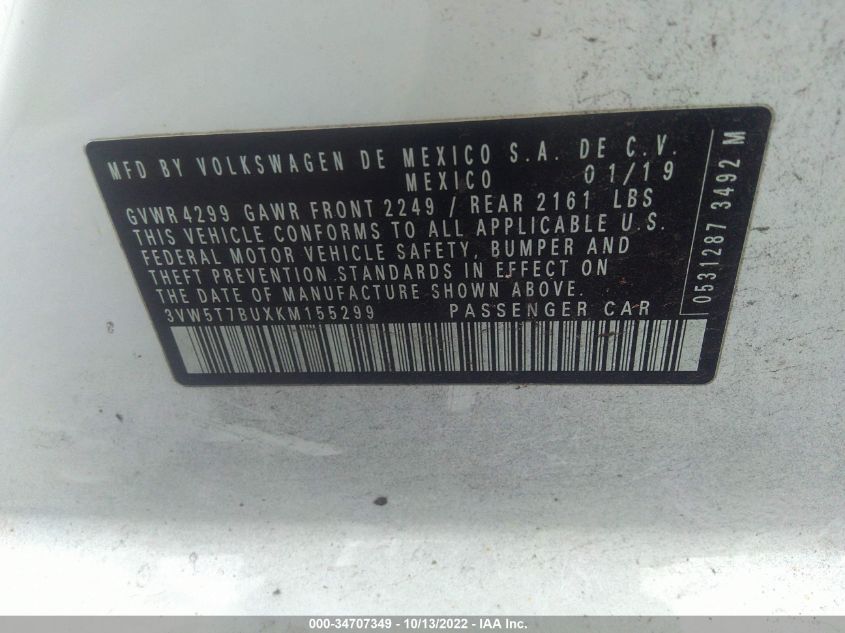 MFD BY VOLKSWAGEN DE MEXICO S.A. DE C.V.
MEXICO 01/19
GVWR 4299 GAWR FRONT 2249 / REAR 2161 LBS
THIS VEHICLE CONFORMS TO ALL APPLICABLE U.S.
FEDERAL MOTOR VEHICLE SAFETY, BUMPER AND
THEFT PREVENTION STANDARDS IN EFFECT ON
THE DATE OF MANUFACTURE SHOWN ABOVE.
3VW5T7BUXKM155299 PASSENGER CAR
0531287 3492 M
000-34707349 - 10/13/2022 - IAA Inc.